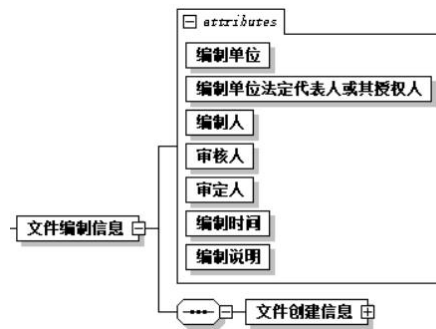 attributes
编制单位
编制单位法定代表人或其授权人
编制人
审核人
审定人
文件编制信息
编制时间
编制说明
文件创建信息